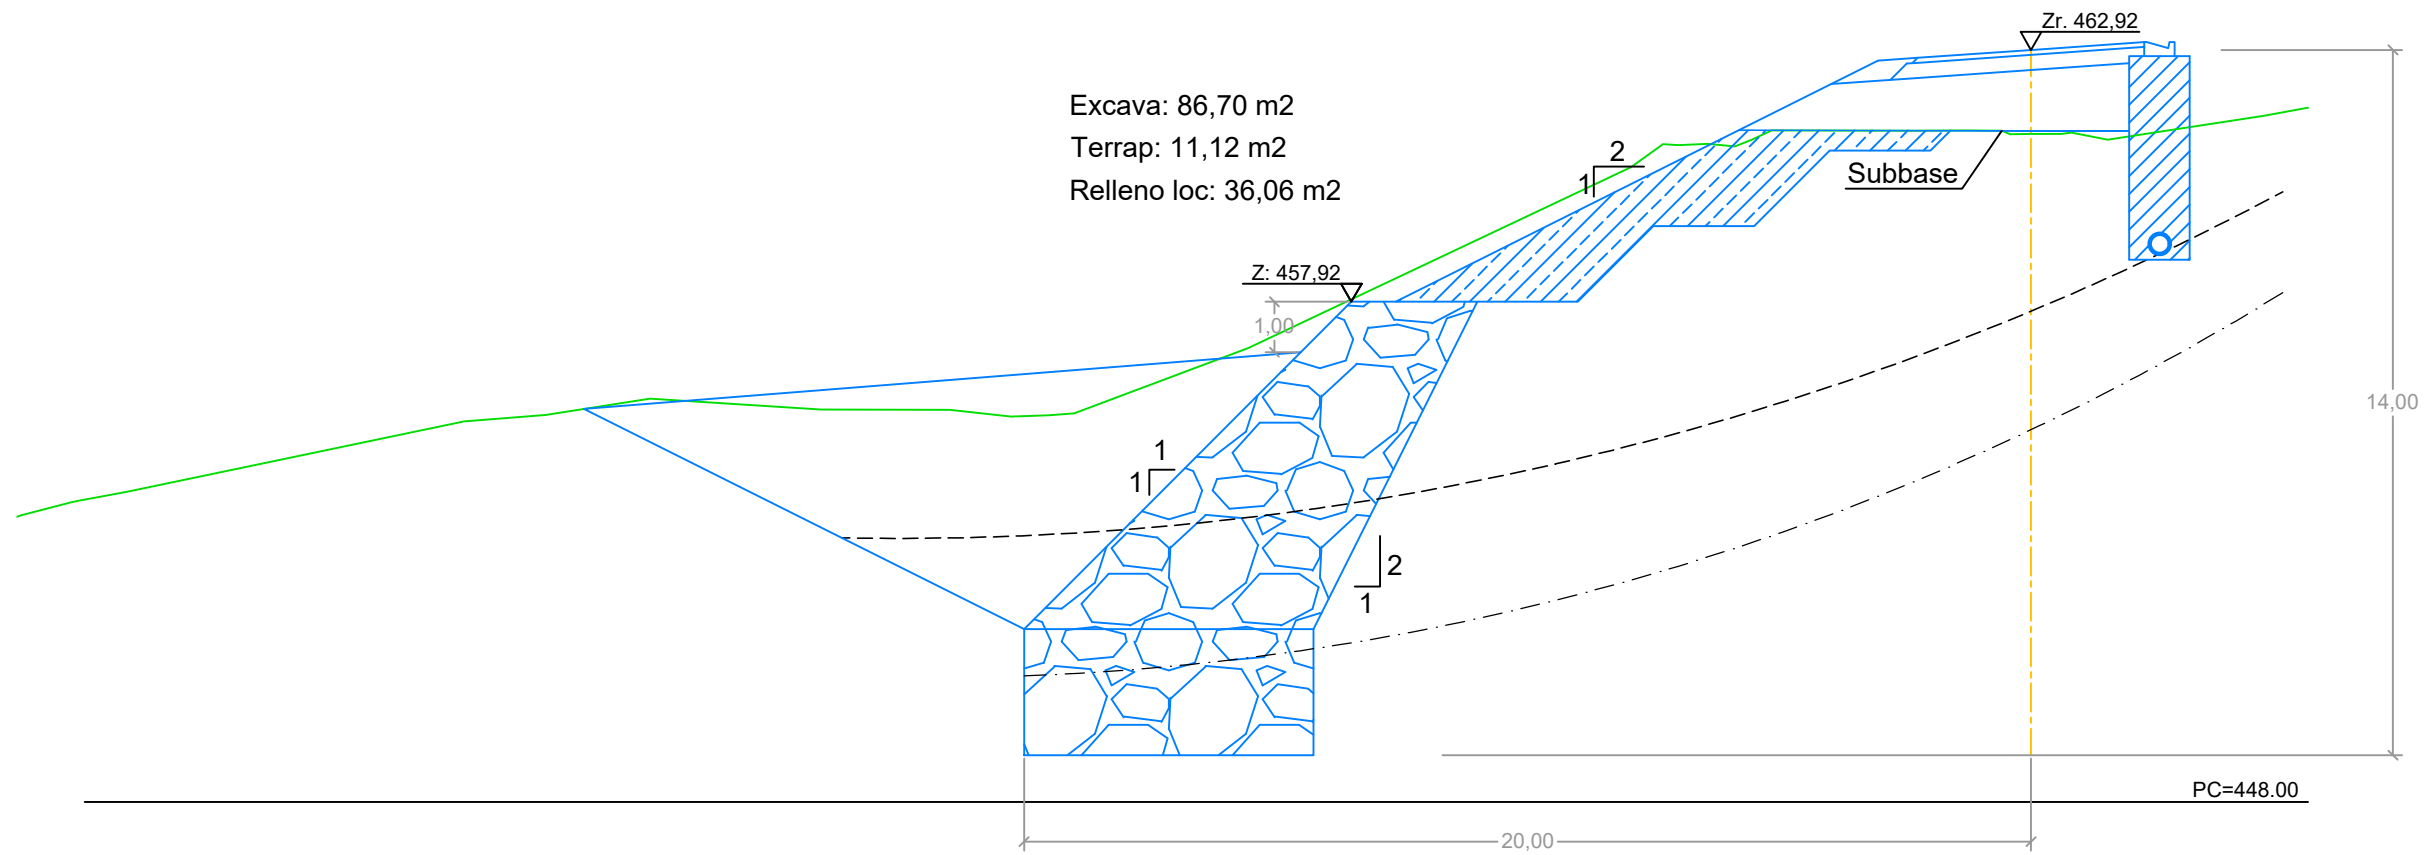 Zr. 462,92
Excava: 86,70 m2
Terrap: 11,12 m2
Relleno loc: 36,06 m2
2
1
Subbase
Z: 457,92
1,00
14,00
1
1
2
1
PC=448.00
20,00